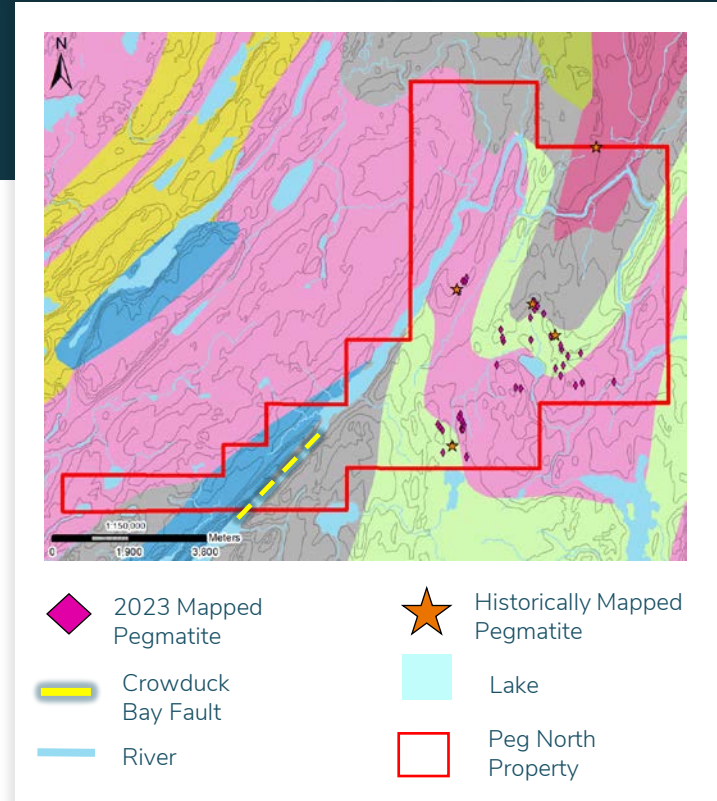 N
1:150,000
Meters
0 1,900 3,800
2023 Mapped
Pegmatite
Historically Mapped
Pegmatite
Crowduck
Bay Fault
Lake
River
Peg North
Property